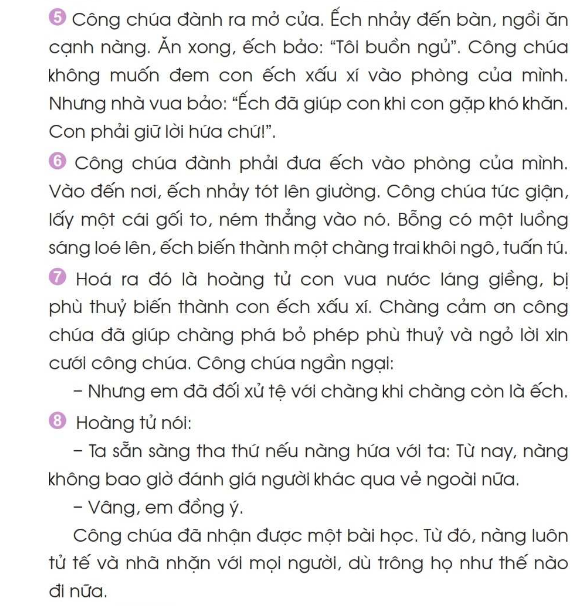 5 Công chúa đành ra mở cửa. Ếch nhảy đến bàn, ngồi ăn
cạnh nàng. Ăn xong, ếch bảo: “Tôi buồn ngủ”. Công chúa
không muốn đem con ếch xấu xí vào phòng của mình.
Nhưng nhà vua bảo: “Ếch đã giúp con khi con gặp khó khăn.
Con phải giữ lời hứa chứ!”.
6 Công chúa đành phải đưa ếch vào phòng của mình.
Vào đến nơi, ếch nhảy tót lên giường. Công chúa tức giận,
lấy một cái gối to, ném thẳng vào nó. Bỗng có một luồng
sáng loé lên, ếch biến thành một chàng trai khôi ngô, tuấn tú.
7 Hoá ra đó là hoàng tử con vua nước láng giềng, bị
phù thuỷ biến thành con ếch xấu xí. Chàng cảm ơn công
chúa đã giúp chàng phá bỏ phép phù thuỷ và ngỏ lời xin
cưới công chúa. Công chúa ngần ngại:
– Nhưng em đã đối xử tệ với chàng khi chàng còn là ếch.
8 Hoàng tử nói:
– Ta sẵn sàng tha thứ nếu nàng hứa với ta: Từ nay, nàng
không bao giờ đánh giá người khác qua vẻ ngoài nữa.
– Vâng, em đồng ý.
Công chúa đã nhận được một bài học. Từ đó, nàng luôn
tử tế và nhã nhặn với mọi người, dù trông họ như thế nào
đi nữa.